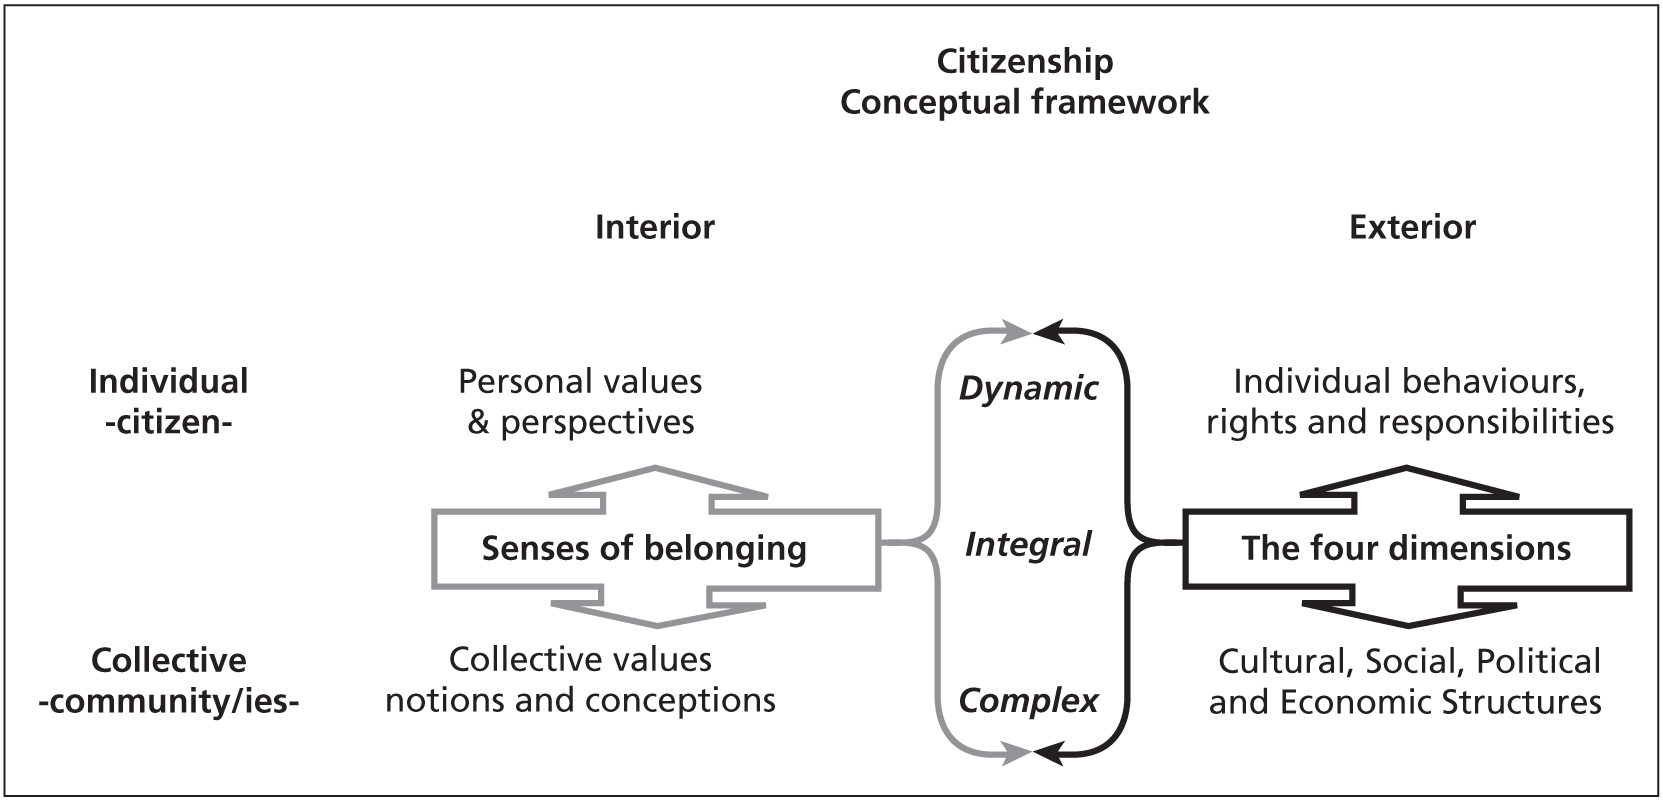 Citizenship
Conceptual framework
Interior
Exterior
Individual
-citizen-
Personal values
& perspectives
Dynamic
Individual behaviours,
rights and responsibilities
Senses of belonging
Integral
The four dimensions
Collective
-community/ies-
Collective values
notions and conceptions
Complex
Cultural, Social, Political
and Economic Structures